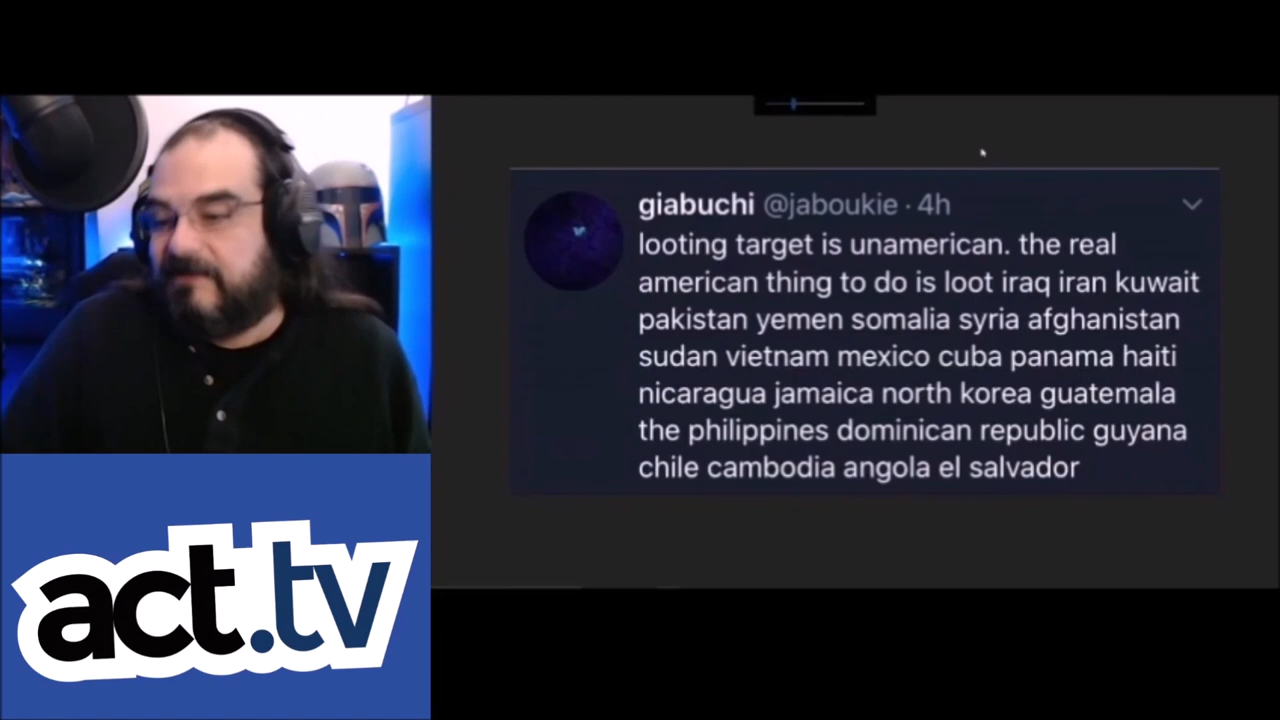 giabuchi @jaboukie · 4h
looting target is unamerican. the real
american thing to do is loot iraq iran kuwait
pakistan yemen somalia syria afghanistan
sudan vietnam mexico cuba panama haiti
nicaragua jamaica north korea guatemala
the philippines dominican republic guyana
chile cambodia angola el salvador
act.tv